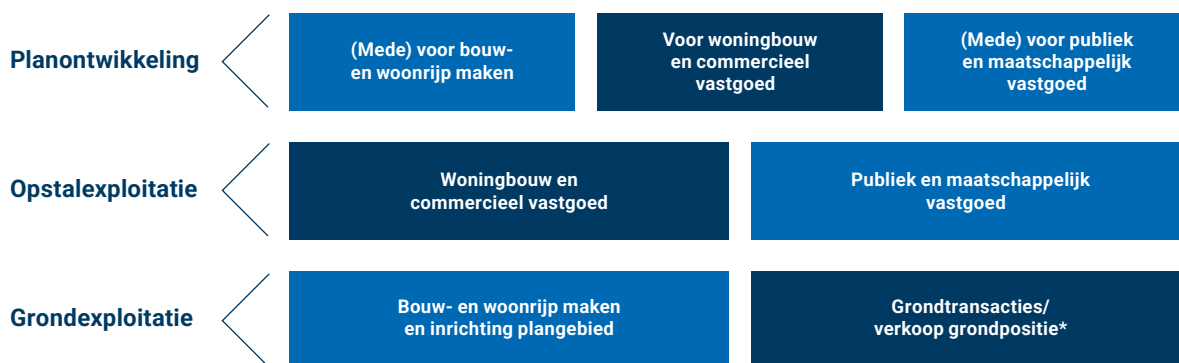 Planontwikkeling
(Mede) voor bouw-
en woonrijp maken
Voor woningbouw
en commercieel
vastgoed
(Mede) voor publiek
en maatschappelijk
vastgoed
Opstalexploitatie
Woningbouw en
commercieel vastgoed
Publiek en maatschappelijk
vastgoed
Grondexploitatie
Bouw- en woonrijp maken
en inrichting plangebied
Grondtransacties/
verkoop grondpositie*